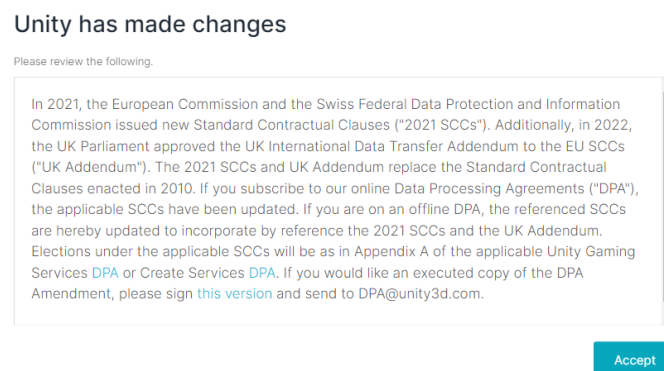 Unity has made changes
Please review the following.
In 2021, the European Commission and the Swiss Federal Data Protection and Information
Commission issued new Standard Contractual Clauses ("2021 SCCs"). Additionally, in 2022,
the UK Parliament approved the UK International Data Transfer Addendum to the EU SCCs
("UK Addendum"). The 2021 SCCs and UK Addendum replace the Standard Contractual
Clauses enacted in 2010. If you subscribe to our online Data Processing Agreements ("DPA"),
the applicable SCCs have been updated. If you are on an offline DPA, the referenced SCCs
are hereby updated to incorporate by reference the 2021 SCCs and the UK Addendum.
Elections under the applicable SCCs will be as in Appendix A of the applicable Unity Gaming
Services DPA or Create Services DPA. If you would like an executed copy of the DPA
Amendment, please sign this version and send to DPA@unity3d.com.
Accept